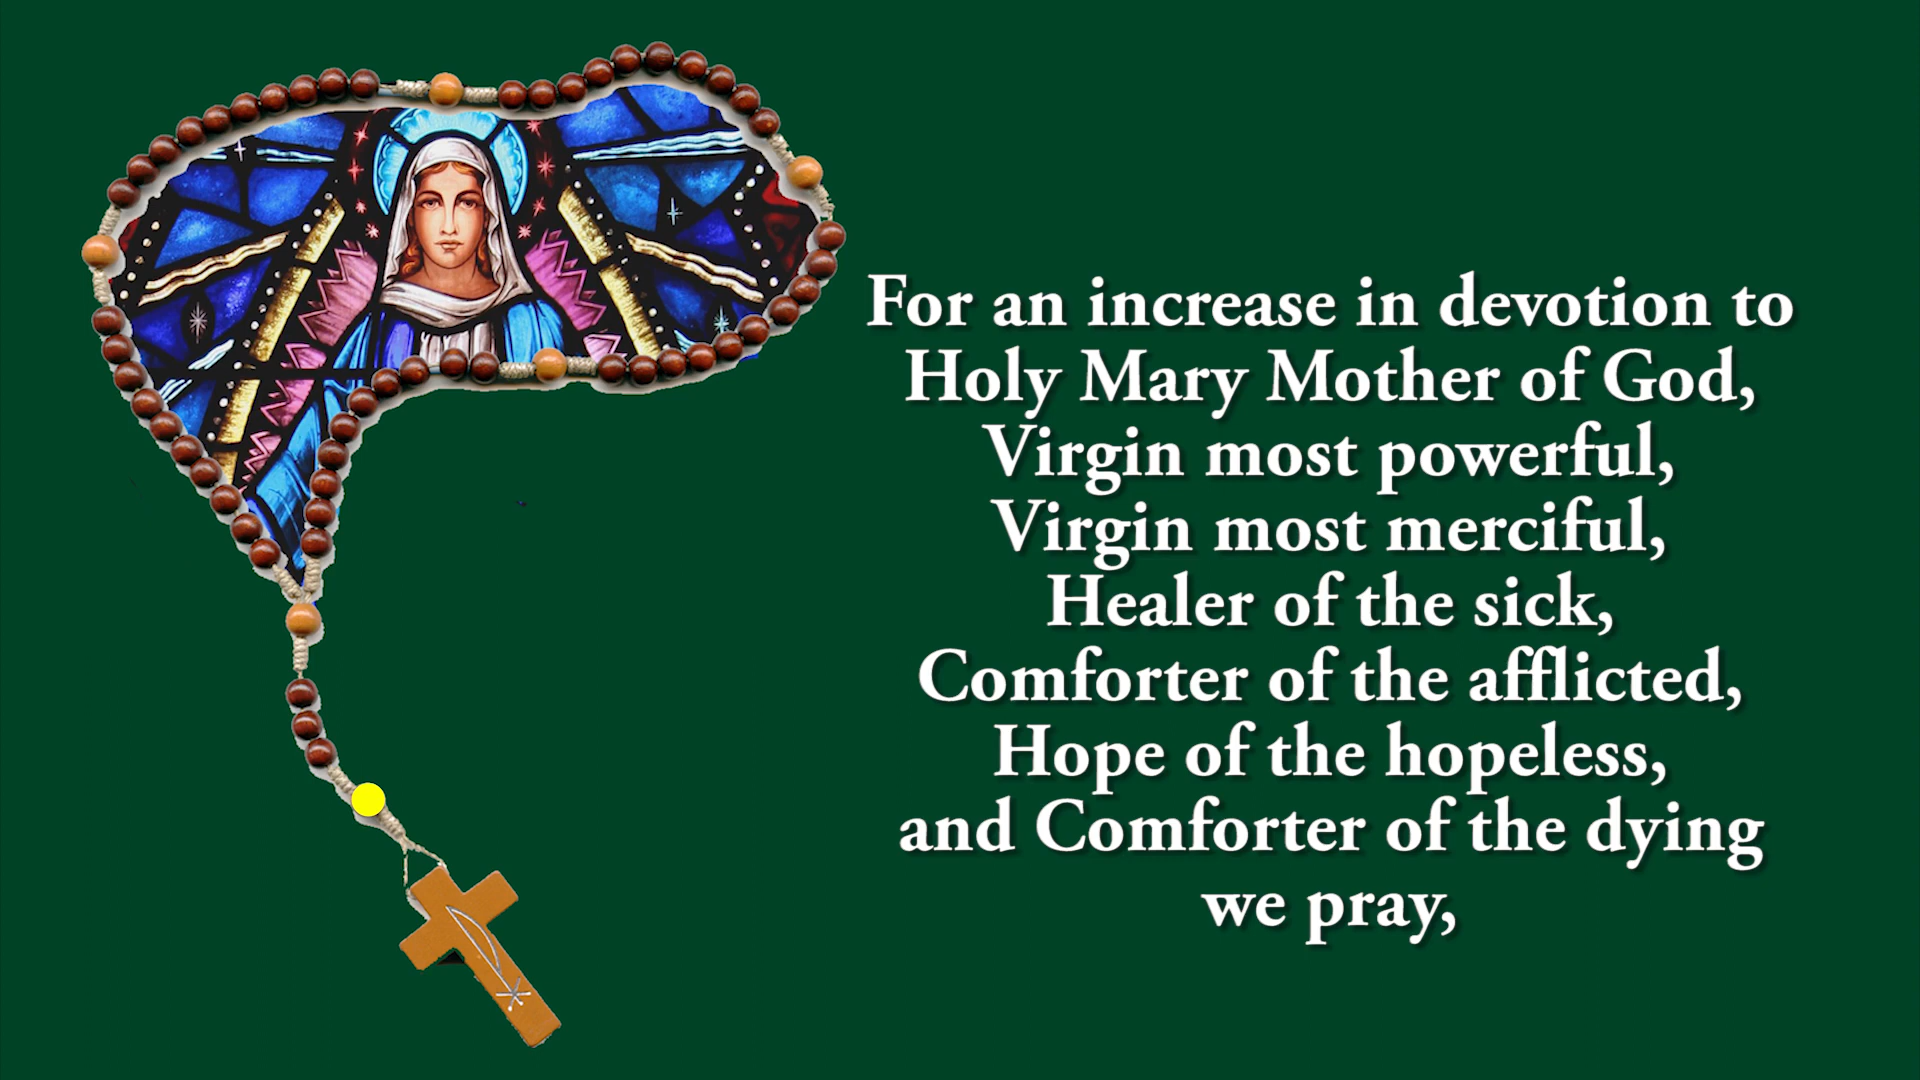 For an increase in devotion to
Holy Mary Mother of God,
Virgin most powerful,
Virgin most merciful,
Healer of the sick,
Comforter of the afflicted,
Hope of the hopeless,
and Comforter of the dying
we pray,